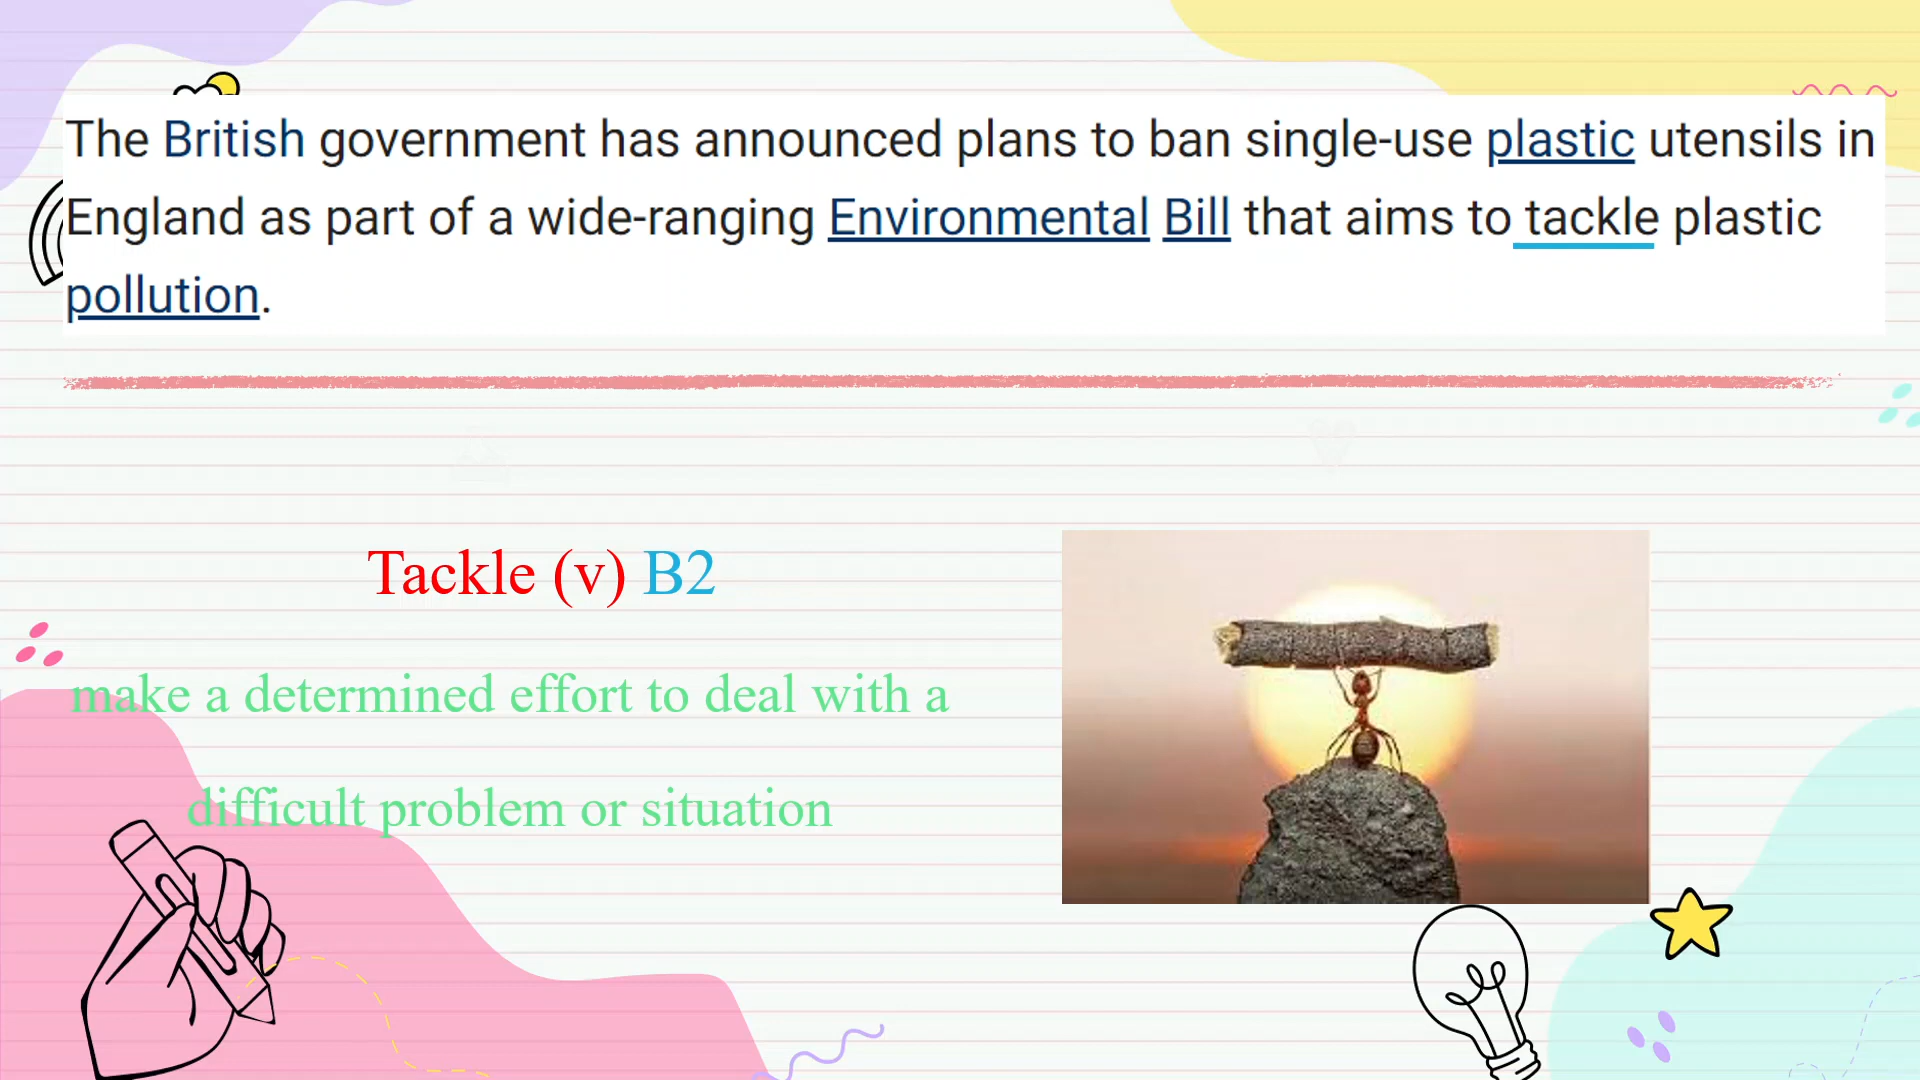 The British government has announced plans to ban single-use plastic utensils in
England as part of a wide-ranging Environmental Bill that aims to tackle plastic
pollution.
Tackle (v) B2
make a determined effort to deal with a
difficult problem or situation